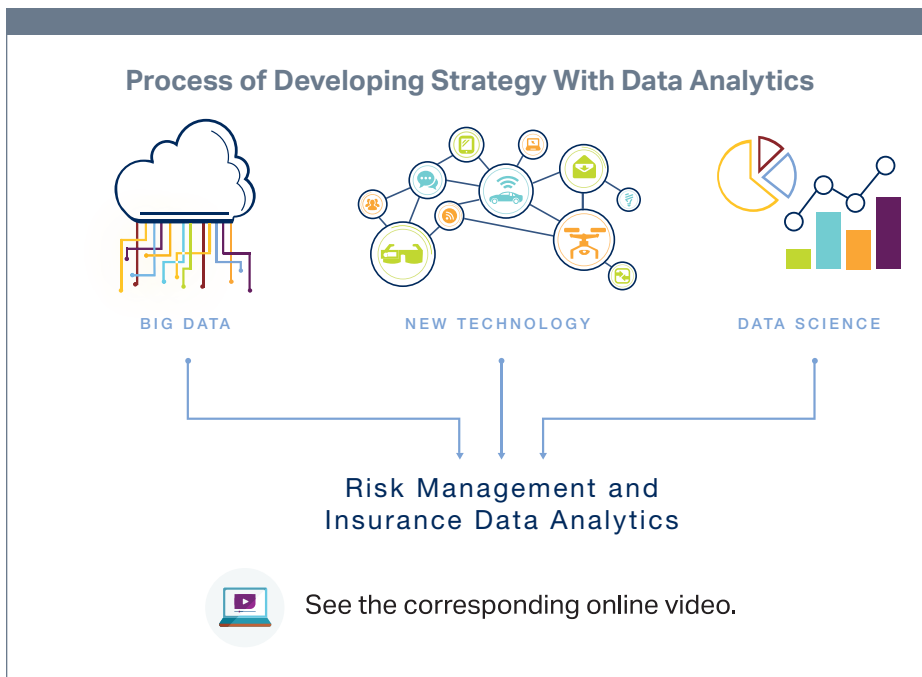 Process of Developing Strategy With Data Analytics
BIG DATA
NEW TECHNOLOGY
DATA SCIENCE
Risk Management and
Insurance Data Analytics
See the corresponding online video.